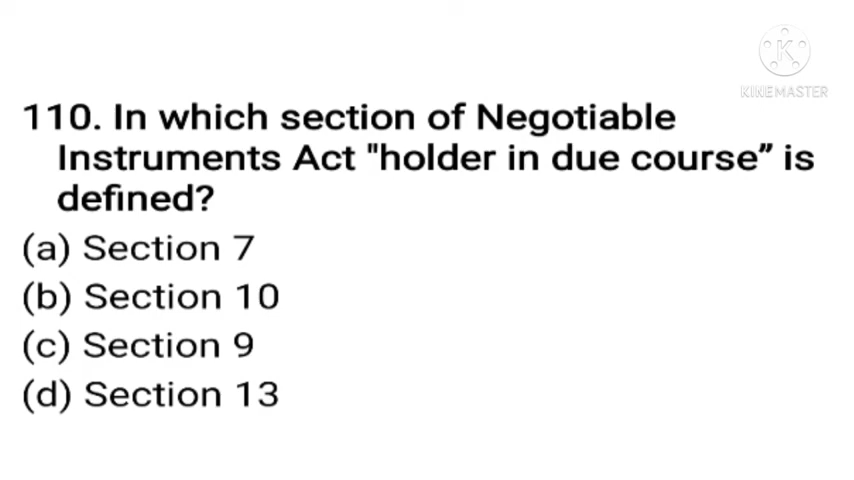 KINEMASTER
110. In which section of Negotiable
Instruments Act "holder in due course” is
defined?
(a) Section 7
(b) Section 10
(c) Section 9
(d) Section 13